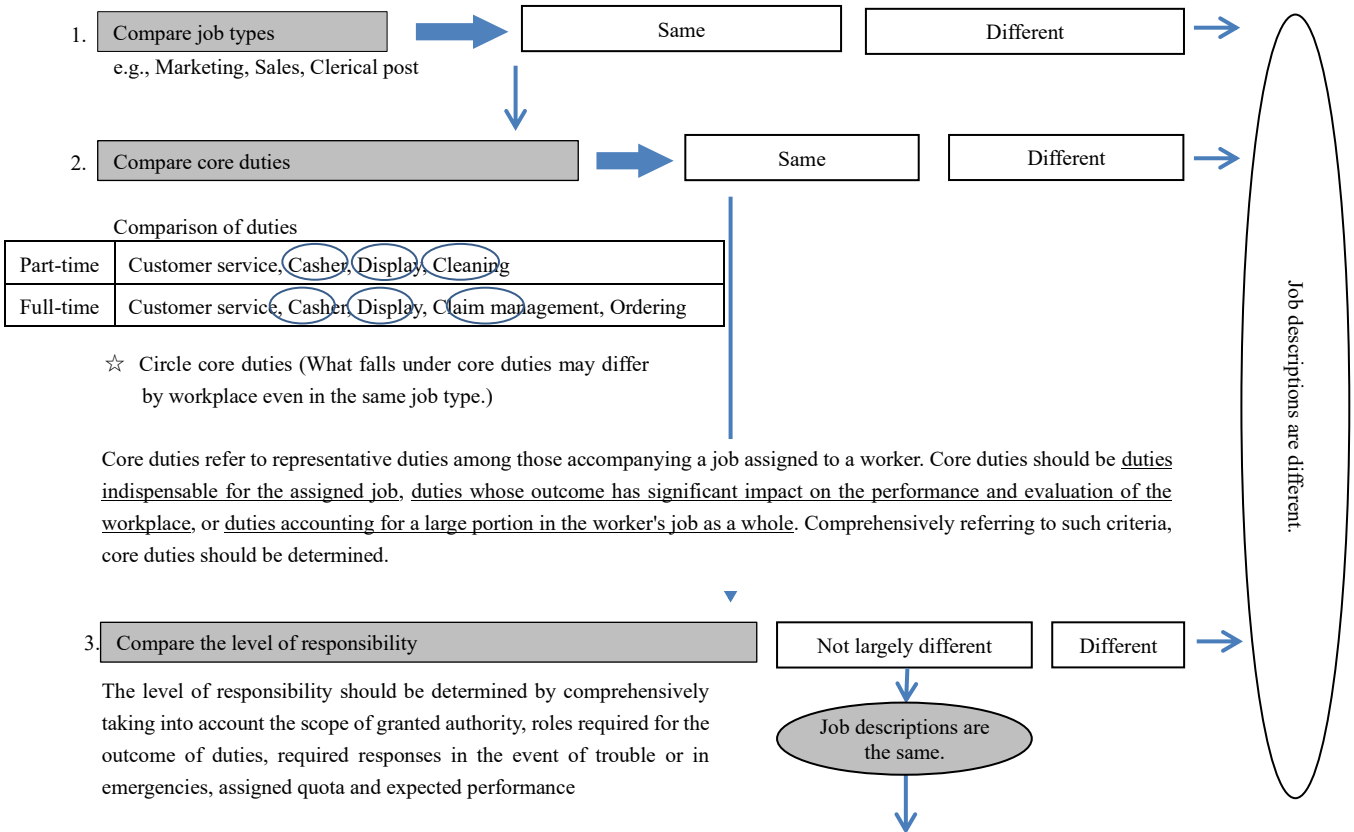 1. Compare job types Same Different
e.g., Marketing, Sales, Clerical post
2. Compare core duties Same Different
Comparison of duties
Part-time Customer service, Casher, Display, Cleaning
Full-time Customer service, Casher, Display, Claim management, Ordering
☆ Circle core duties (What falls under core duties may differ
by workplace even in the same job type.)
Core duties refer to representative duties among those accompanying a job assigned to a worker. Core duties should be duties
indispensable for the assigned job, duties whose outcome has significant impact on the performance and evaluation of the
workplace, or duties accounting for a large portion in the worker's job as a whole. Comprehensively referring to such criteria,
core duties should be determined.
3. Compare the level of responsibility Not largely different Different
The level of responsibility should be determined by comprehensively
taking into account the scope of granted authority, roles required for the
outcome of duties, required responses in the event of trouble or in
emergencies, assigned quota and expected performance
Job descriptions are
the same.
Job descriptions are different.